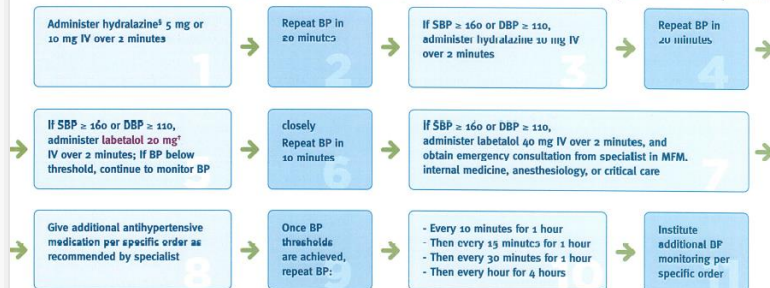 Administer hydralazine§ 5 mg or
10 mg IV over 2 minutes
1
Repeat BP in
20 minutes
2
If SBP ≥ 160 or DBP ≥ 110,
administer hydralazine 10 mg IV
over 2 minutes
3
Repeat BP in
20 minutes
4
If SBP ≥ 160 or DBP ≥ 110,
administer labetalol 20 mg†
IV over 2 minutes; If BP below
threshold, continue to monitor BP
5
closely
Repeat BP in
10 minutes
6
If SBP ≥ 160 or DBP ≥ 110,
administer labetalol 40 mg IV over 2 minutes, and
obtain emergency consultation from specialist in MFM.
internal medicine, anesthesiology, or critical care
7
Give additional antihypertensive
medication per specific order as
recommended by specialist
8
Once BP
thresholds
are achieved,
repeat BP:
9
- Every 10 minutes for 1 hour
- Then every 15 minutes for 1 hour
- Then every 30 minutes for 1 hour
- Then every hour for 4 hours
10
Institute
additional BP
monitoring per
specific order
11